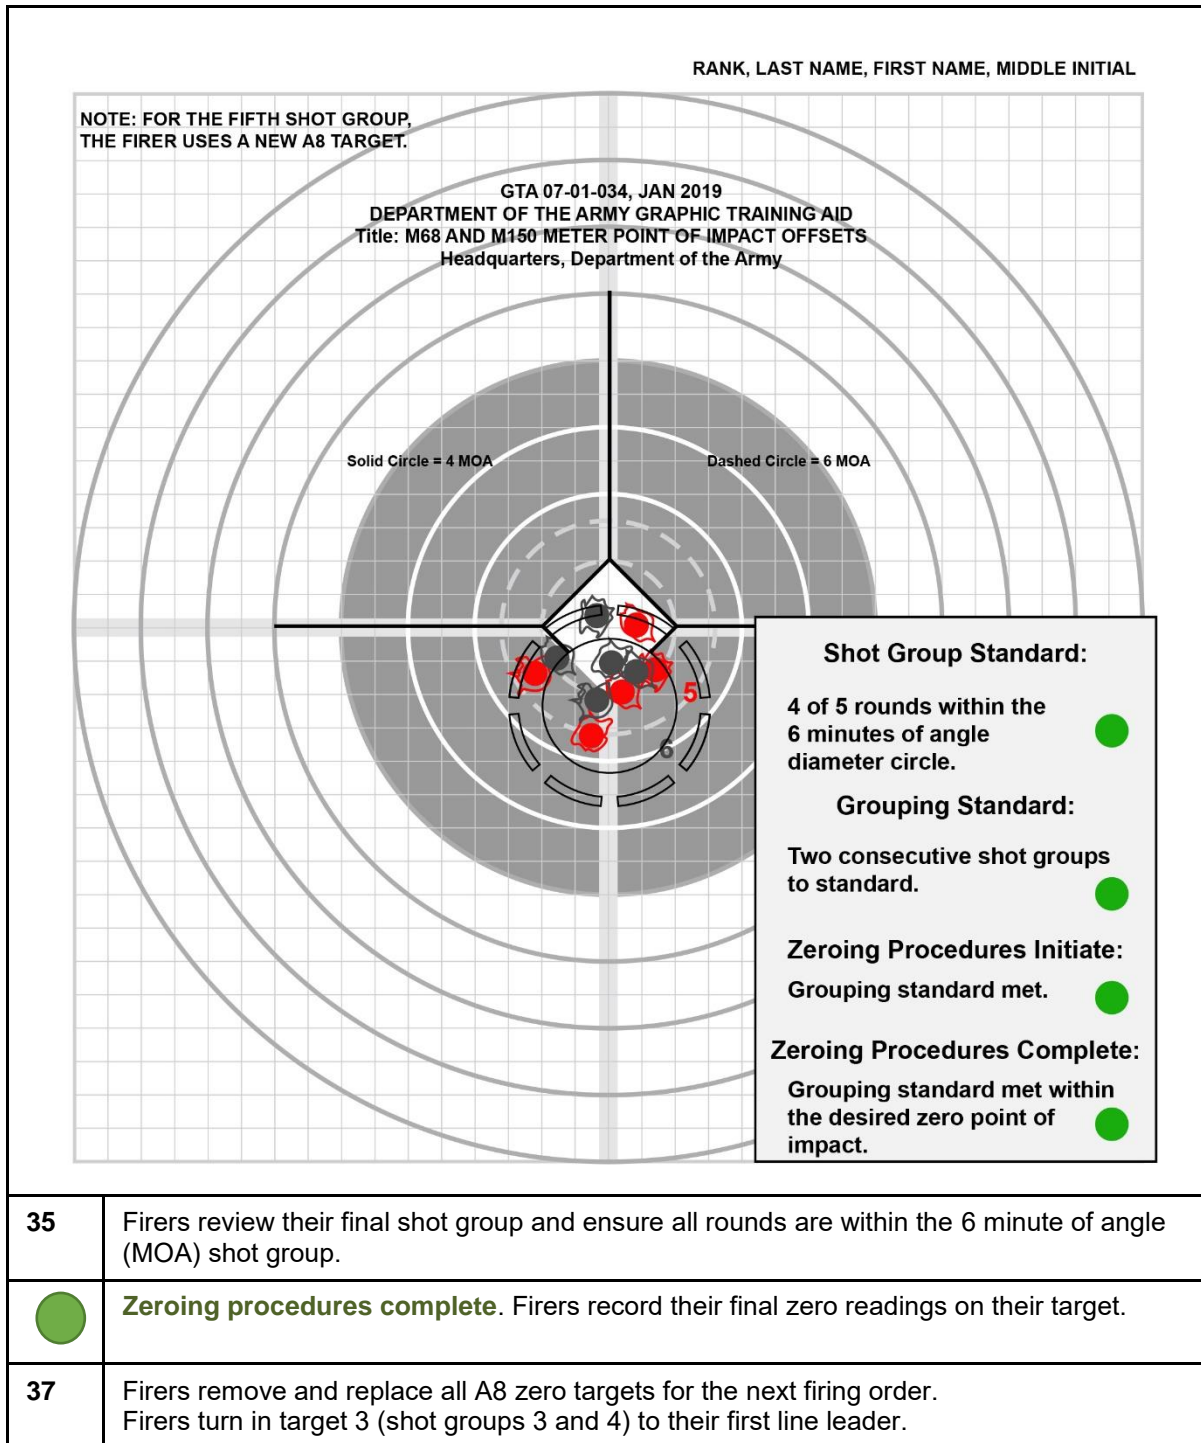 RANK, LAST NAME, FIRST NAME, MIDDLE INITIAL
NOTE: FOR THE FIFTH SHOT GROUP,
THE FIRER USES A NEW A8 TARGET.
GTA 07-01-034, JAN 2019
DEPARTMENT OF THE ARMY GRAPHIC TRAINING AID
Title: M68 AND M150 METER POINT OF IMPACT OFFSETS
Headquarters, Department of the Army
Solid Circle = 4 MOA
Dashed Circle = 6 MOA
5
6
Shot Group Standard:
4 of 5 rounds within the
6 minutes of angle
diameter circle.
Grouping Standard:
Two consecutive shot groups
to standard.
Zeroing Procedures Initiate:
Grouping standard met.
Zeroing Procedures Complete:
Grouping standard met within
the desired zero point of
impact.
35
Firers review their final shot group and ensure all rounds are within the 6 minute of angle
(MOA) shot group.
Zeroing procedures complete. Firers record their final zero readings on their target.
37
Firers remove and replace all A8 zero targets for the next firing order.
Firers turn in target 3 (shot groups 3 and 4) to their first line leader.